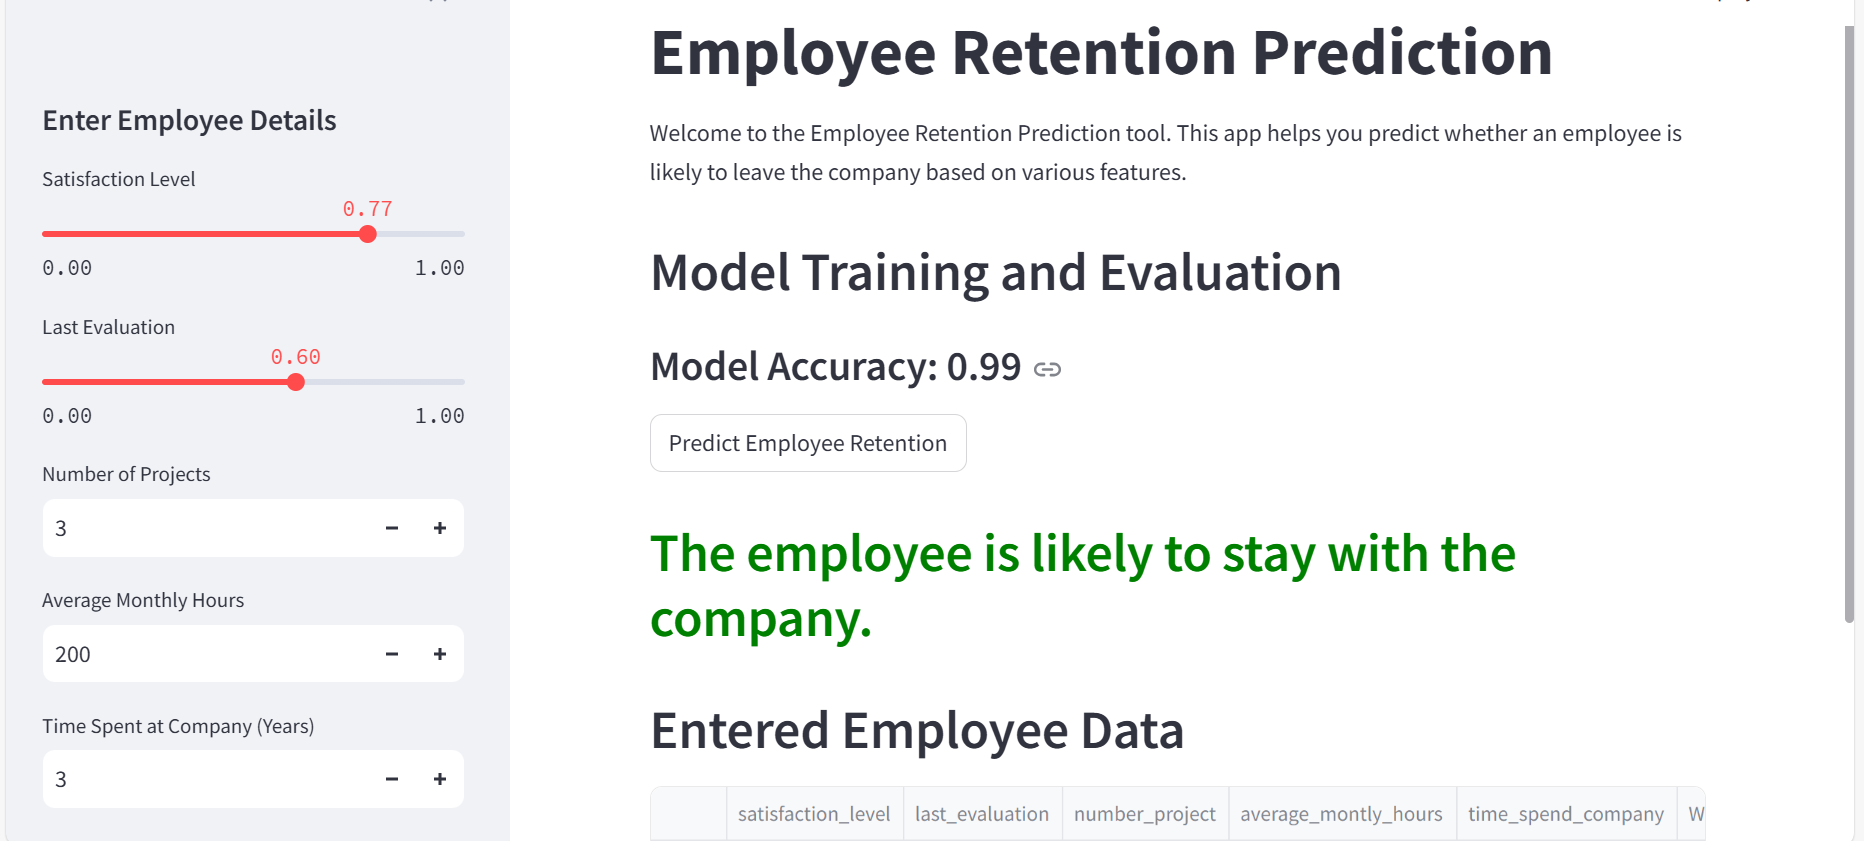 Enter Employee Details
Satisfaction Level
0.77
0.00 1.00
Last Evaluation
0.60
0.00 1.00
Number of Projects
3
Average Monthly Hours
200
Time Spent at Company (Years)
3
Employee Retention Prediction
Welcome to the Employee Retention Prediction tool. This app helps you predict whether an employee is
likely to leave the company based on various features.
Model Training and Evaluation
Model Accuracy: 0.99
Predict Employee Retention
The employee is likely to stay with the
company.
Entered Employee Data
satisfaction_level last_evaluation number_project average_montly_hours time_spend_company W